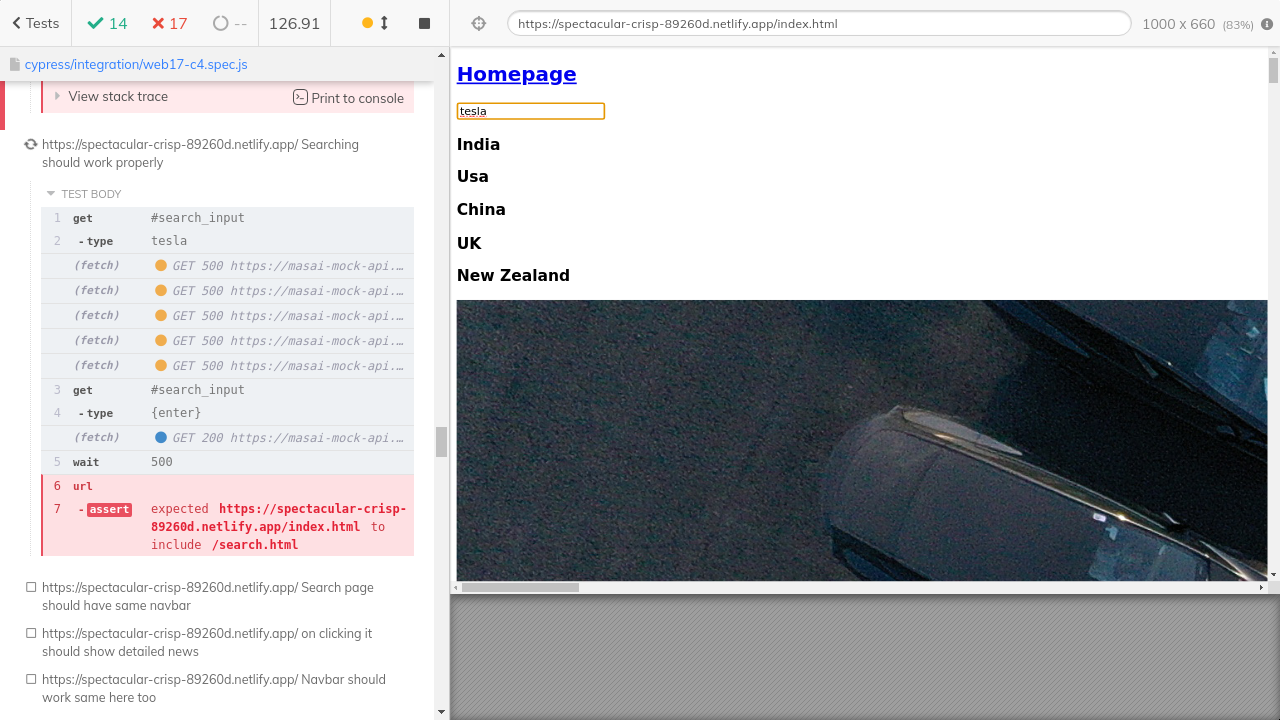 Tests 14 17 -- 126.91
https://spectacular-crisp-89260d.netlify.app/index.html 1000 x 660 (83%)
cypress/integration/web17-c4.spec.js
View stack trace Print to console
https://spectacular-crisp-89260d.netlify.app/ Searching
should work properly
TEST BODY
1 get #search_input
2 -type tesla
(fetch) GET 500 https://masai-mock-api.…
(fetch) GET 500 https://masai-mock-api.…
(fetch) GET 500 https://masai-mock-api.…
(fetch) GET 500 https://masai-mock-api.…
(fetch) GET 500 https://masai-mock-api.…
3 get #search_input
4 -type {enter}
(fetch) GET 200 https://masai-mock-api.…
5 wait 500
6 url
7 -assert expected https://spectacular-crisp-
89260d.netlify.app/index.html to
include /search.html
https://spectacular-crisp-89260d.netlify.app/ Search page
should have same navbar
https://spectacular-crisp-89260d.netlify.app/ on clicking it
should show detailed news
https://spectacular-crisp-89260d.netlify.app/ Navbar should
work same here too
Homepage
tesla
India
Usa
China
UK
New Zealand